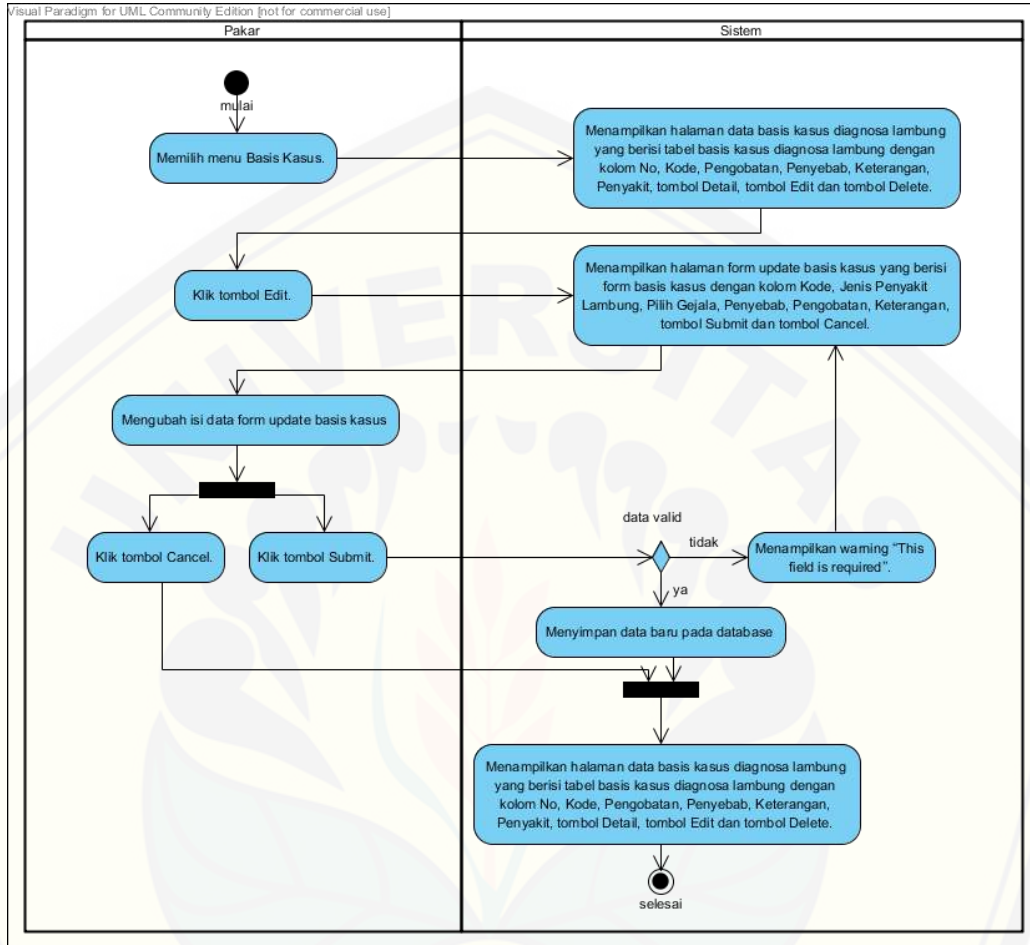 Visual Paradigm for UML Community Edition [not for commercial use]
Pakar
Sistem
mulai
Memilih menu Basis Kasus.
Menampilkan halaman data basis kasus diagnosa lambung
yang berisi tabel basis kasus diagnosa lambung dengan
kolom No, Kode, Pengobatan, Penyebab, Keterangan,
Penyakit, tombol Detail, tombol Edit dan tombol Delete.
Klik tombol Edit.
Menampilkan halaman form update basis kasus yang berisi
form basis kasus dengan kolom Kode, Jenis Penyakit
Lambung, Pilih Gejala, Penyebab, Pengobatan, Keterangan,
tombol Submit dan tombol Cancel.
Mengubah isi data form update basis kasus
Klik tombol Cancel.
Klik tombol Submit.
data valid
tidak
Menampilkan warning "This
field is required".
ya
Menyimpan data baru pada database
Menampilkan halaman data basis kasus diagnosa lambung
yang berisi tabel basis kasus diagnosa lambung dengan
kolom No, Kode, Pengobatan, Penyebab, Keterangan,
Penyakit, tombol Detail, tombol Edit dan tombol Delete.
selesai
UNIVERSITAS